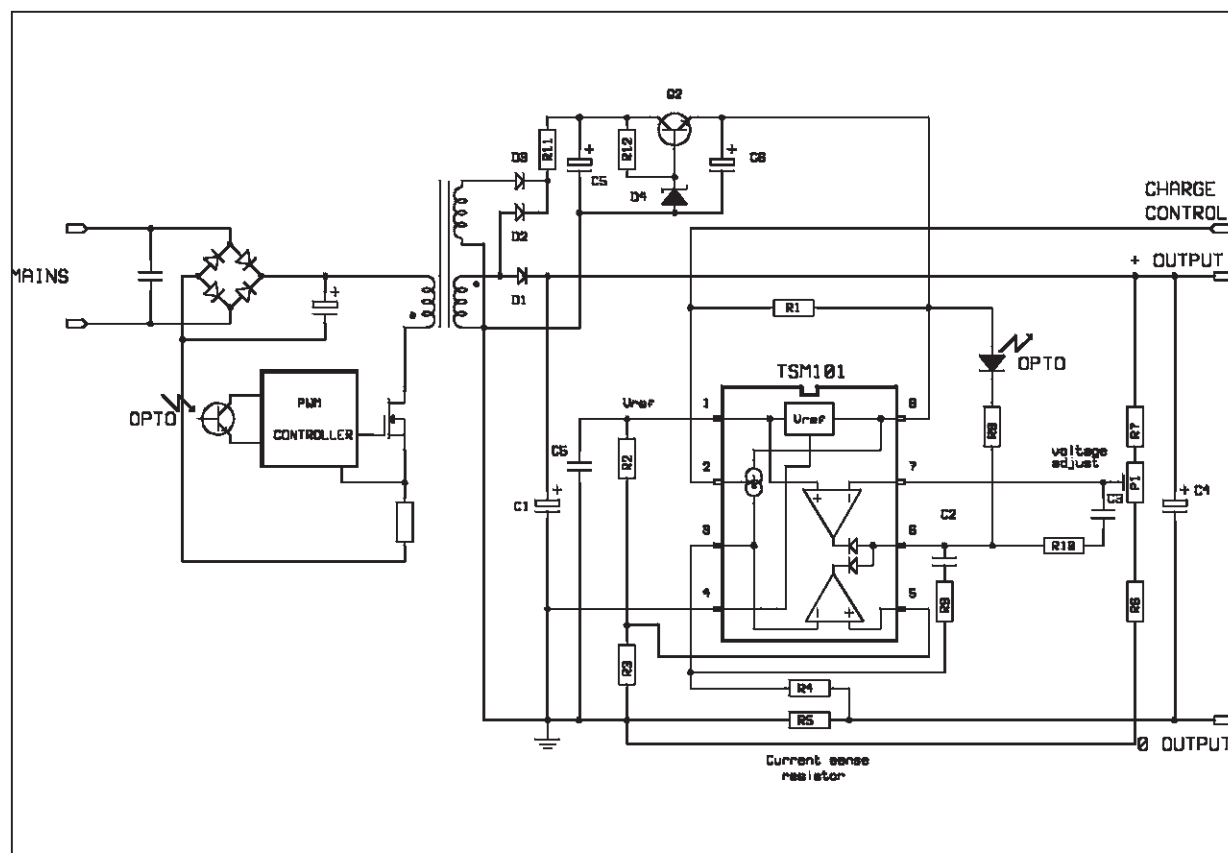 Q2
R11
+
R12
+
D3
C5
C6
D4
CHARGE
CONTROL
D2
MAINS
+ OUTPUT
+
D1
R1
OPTO
TSM101
PWM
CONTROLLER
OPTO
Vref
1
Vref
8
R8
R7
C5
R2
voltage
adjust
2
7
P1
+
C1
+
-
C3
+
C4
3
6
C2
R10
4
5
R9
R6
-
+
R3
R4
R5
0 OUTPUT
Current sense
resistor